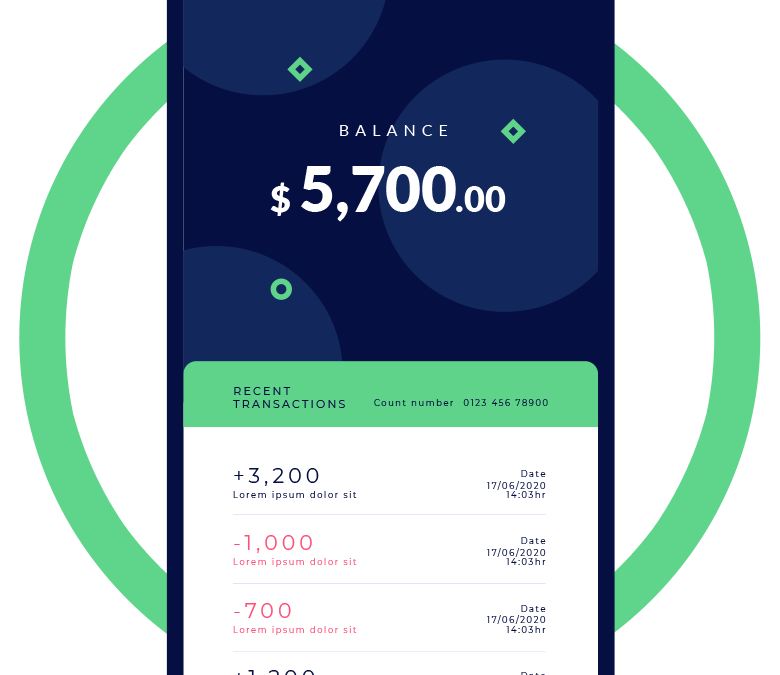 BALANCE
$ 5,700.00
RECENT
TRANSACTIONS
Count number 0123 456 78900
+3,200
Lorem ipsum dolor sit
Date
17/06/2020
14:03hr
-1,000
Lorem ipsum dolor sit
Date
17/06/2020
14:03hr
-700
Lorem ipsum dolor sit
Date
17/06/2020
14:03hr